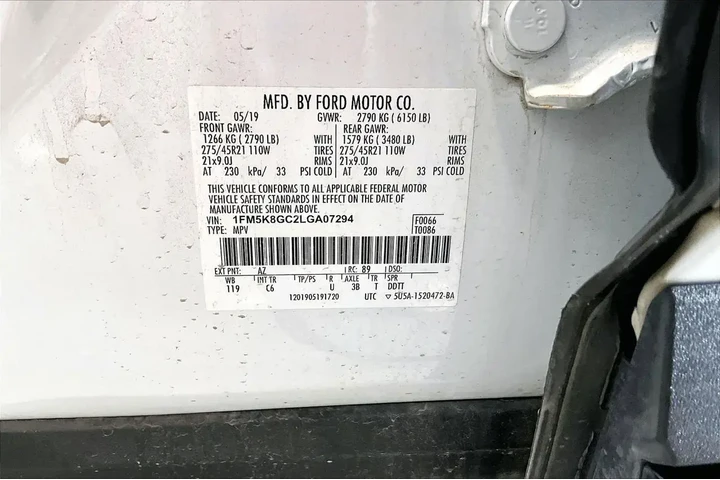 MFD. BY FORD MOTOR CO.
DATE: 05/19 GVWR: 2790 KG ( 6150 LB)
FRONT GAWR: REAR GAWR:
1266 KG ( 2790 LB) WITH 1579 KG ( 3480 LB) WITH
275/45R21 110W TIRES 275/45R21 110W TIRES
21x9.0J RIMS 21x9.0J RIMS
AT 230 kPa/ 33 PSI COLD AT 230 kPa/ 33 PSI COLD
THIS VEHICLE CONFORMS TO ALL APPLICABLE FEDERAL MOTOR
VEHICLE SAFETY STANDARDS IN EFFECT ON THE DATE OF
MANUFACTURE SHOWN ABOVE.
VIN: 1FM5K8GC2LGA07294 F0066
TYPE: MPV T0086
EXT PNT: AZ RC: 89 DSO:
WB INT TR TP/PS R AXLE TR SPR
119 C6 U 3B T DDTT
1201905191720 UTC ▽ 5U5A-1520472-BA